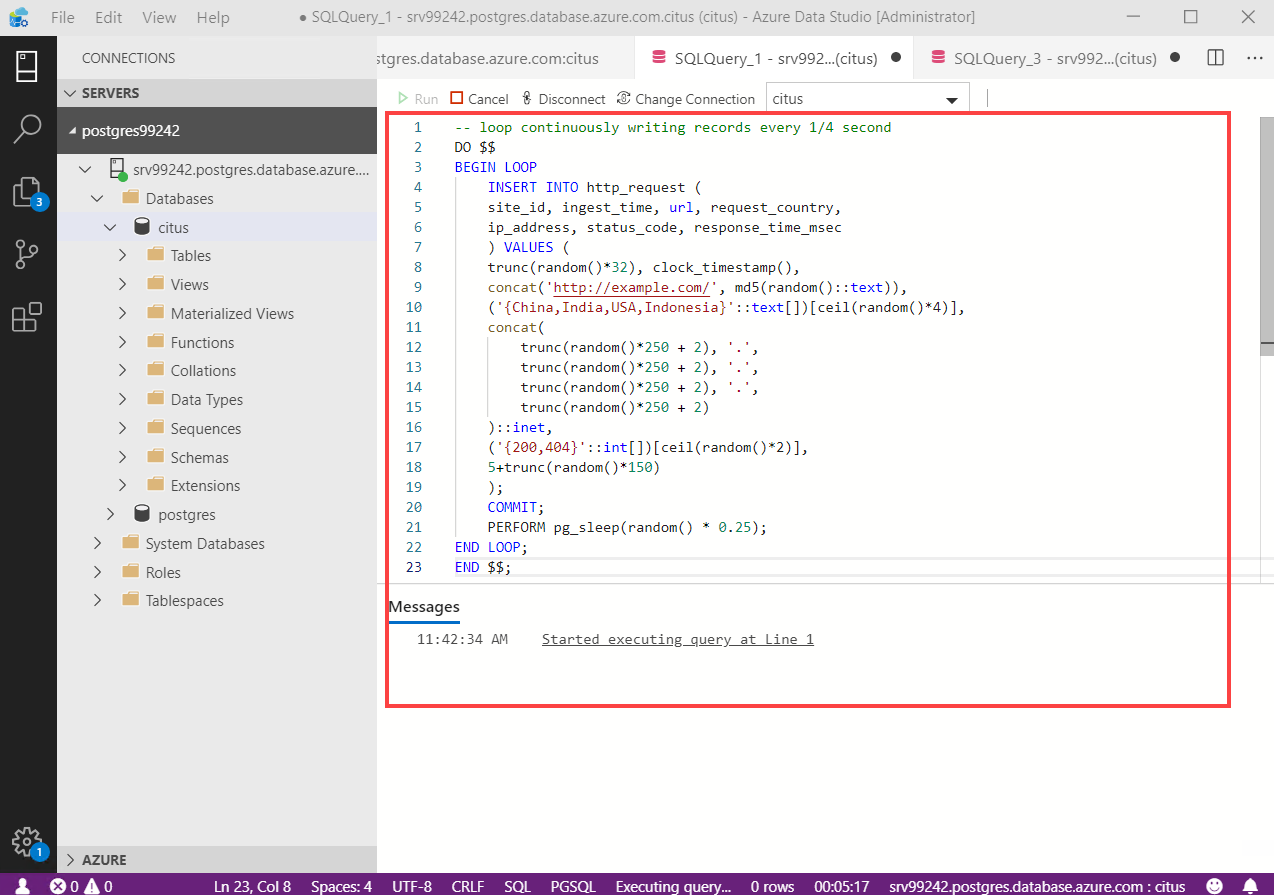 File Edit View Help ● SQLQuery_1 - srv99242.postgres.database.azure.com.citus (citus) - Azure Data Studio [Administrator]
CONNECTIONS
SERVERS
postgres99242
srv99242.postgres.database.azure....
Databases
citus
Tables
Views
Materialized Views
Functions
Collations
Data Types
Sequences
Schemas
Extensions
postgres
System Databases
Roles
Tablespaces
AZURE
3
1
stgres.database.azure.com:citus SQLQuery_1 - srv992...(citus) ● SQLQuery_3 - srv992...(citus) ● ...
Run Cancel Disconnect Change Connection citus
1 -- loop continuously writing records every 1/4 second
2 DO $$
3 BEGIN LOOP
4 INSERT INTO http_request (
5 site_id, ingest_time, url, request_country,
6 ip_address, status_code, response_time_msec
7 ) VALUES (
8 trunc(random()*32), clock_timestamp(),
9 concat('http://example.com/', md5(random()::text)),
10 ('{China,India,USA,Indonesia}'::text[])[ceil(random()*4)],
11 concat(
12 trunc(random()*250 + 2), '.',
13 trunc(random()*250 + 2), '.',
14 trunc(random()*250 + 2), '.',
15 trunc(random()*250 + 2)
16 )::inet,
17 ('{200,404}'::int[])[ceil(random()*2)],
18 5+trunc(random()*150)
19 );
20 COMMIT;
21 PERFORM pg_sleep(random() * 0.25);
22 END LOOP;
23 END $$;
Messages
11:42:34 AM Started executing query at Line 1
0 0 Ln 23, Col 8 Spaces: 4 UTF-8 CRLF SQL PGSQL Executing query... 0 rows 00:05:17 srv99242.postgres.database.azure.com : citus